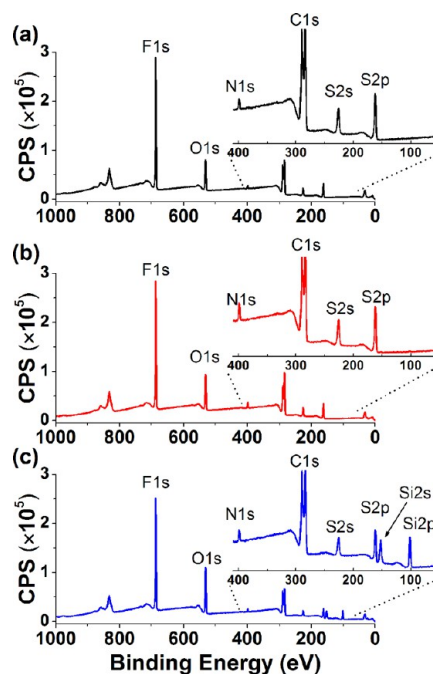 (a)
CPS (×10⁵)
3
2
1
0
F1s
O1s
N1s
C1s
S2s
S2p
400 300 200 100
1000 800 600 400 200 0
(b)
CPS (×10⁵)
3
2
1
0
F1s
O1s
N1s
C1s
S2s
S2p
400 300 200 100
1000 800 600 400 200 0
(c)
CPS (×10⁵)
3
2
1
0
F1s
O1s
N1s
C1s
S2s
S2p
Si2s
Si2p
400 300 200 100
1000 800 600 400 200 0
Binding Energy (eV)